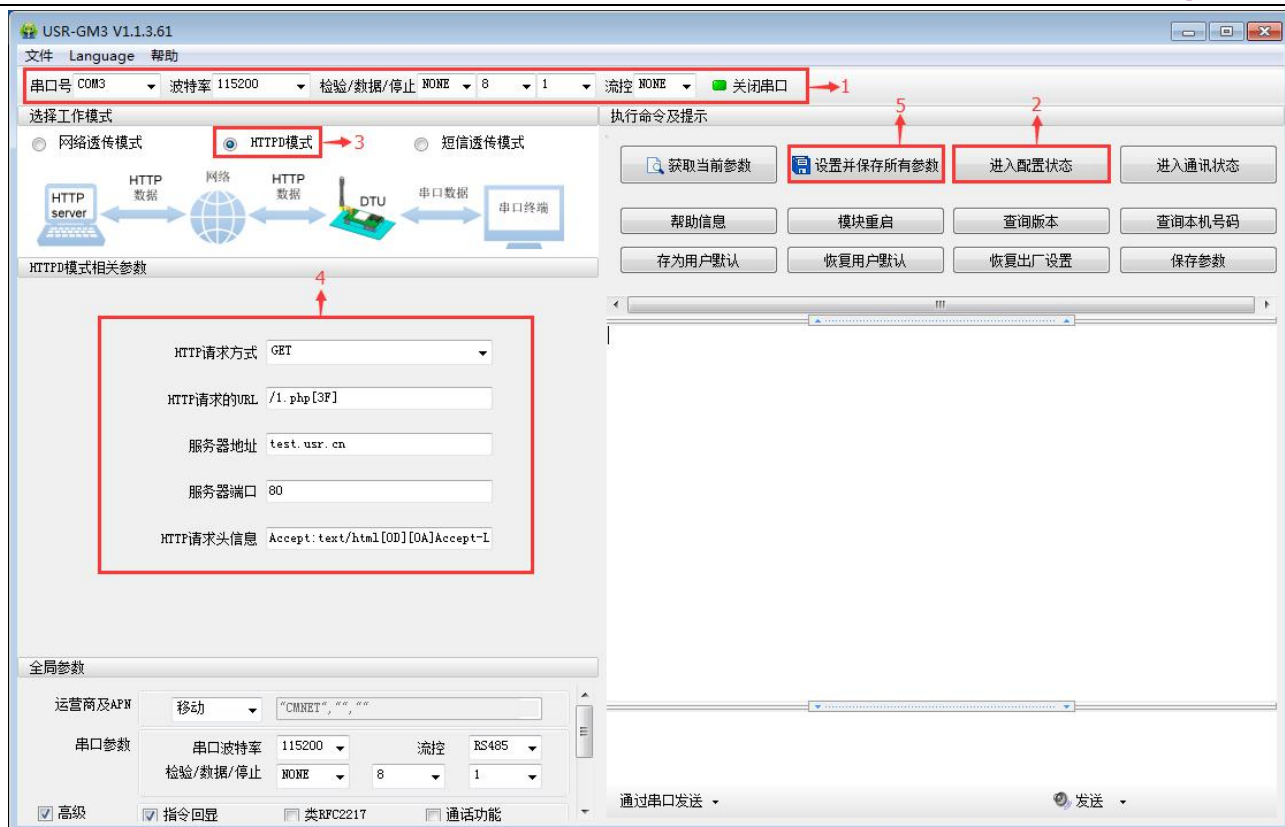 USR-GM3 V1.1.3.61
文件 Language 帮助
串口号 COM3 波特率 115200 检验/数据/停止 NONE 8 1 流控 NONE 关闭串口 1
选择工作模式
网络透传模式 HTTPD模式 3 短信透传模式
HTTP server
HTTP 数据
网络
HTTP 数据
DTU
串口数据
串口终端
HTTPD模式相关参数
4
HTTP请求方式 GET
HTTP请求的URL /1.php[3F]
服务器地址 test.usr.cn
服务器端口 80
HTTP请求头信息 Accept:text/html[0D][0A]Accept-L
全局参数
运营商及APN 移动 "CMNET","",""
串口参数 串口波特率 115200 流控 RS485
检验/数据/停止 NONE 8 1
高级 指令回显 类RFC2217 通话功能
执行命令及提示
5 2
获取当前参数 设置并保存所有参数 进入配置状态 进入通讯状态
帮助信息 模块重启 查询版本 查询本机号码
存为用户默认 恢复用户默认 恢复出厂设置 保存参数
通过串口发送 发送